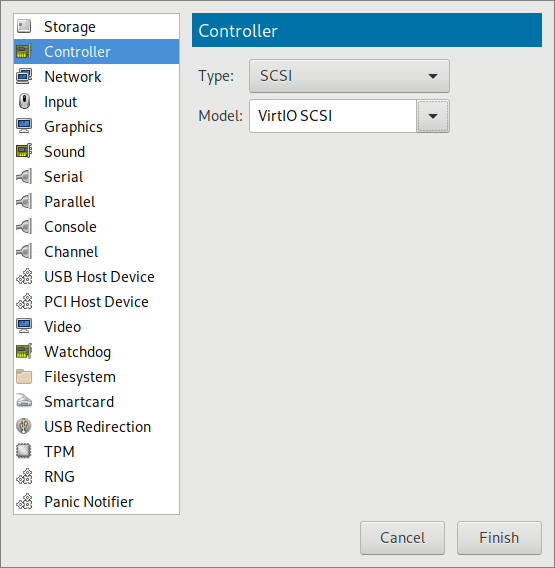 Storage
Controller
Network
Input
Graphics
Sound
Serial
Parallel
Console
Channel
USB Host Device
PCI Host Device
Video
Watchdog
Filesystem
Smartcard
USB Redirection
TPM
RNG
Panic Notifier
Controller
Type: SCSI
Model: VirtIO SCSI
Cancel Finish